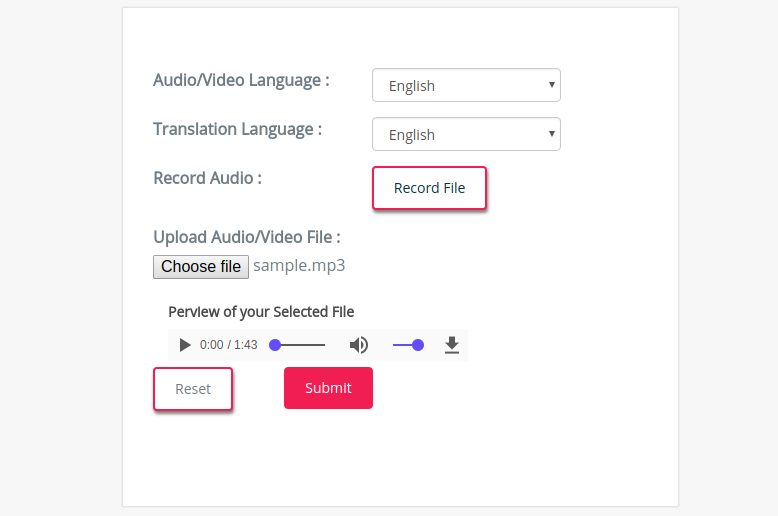 Audio/Video Language : English
Translation Language : English
Record Audio : Record File
Upload Audio/Video File :
Choose file sample.mp3
Perview of your Selected File
0:00 / 1:43
Reset Submit